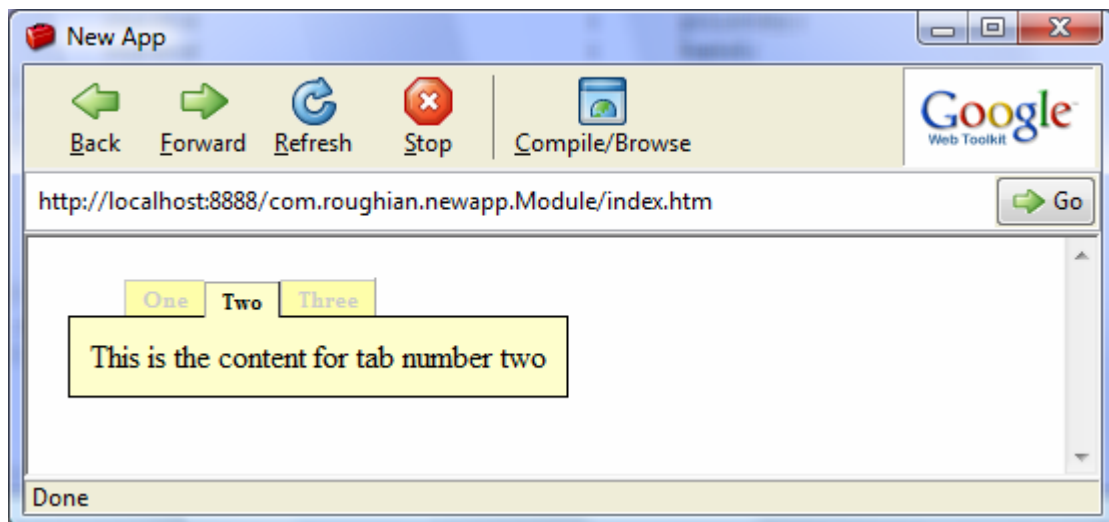 New App
Back Forward Refresh Stop Compile/Browse
Google
Web Toolkit
http://localhost:8888/com.roughian.newapp.Module/index.htm Go
One Two Three
This is the content for tab number two
Done